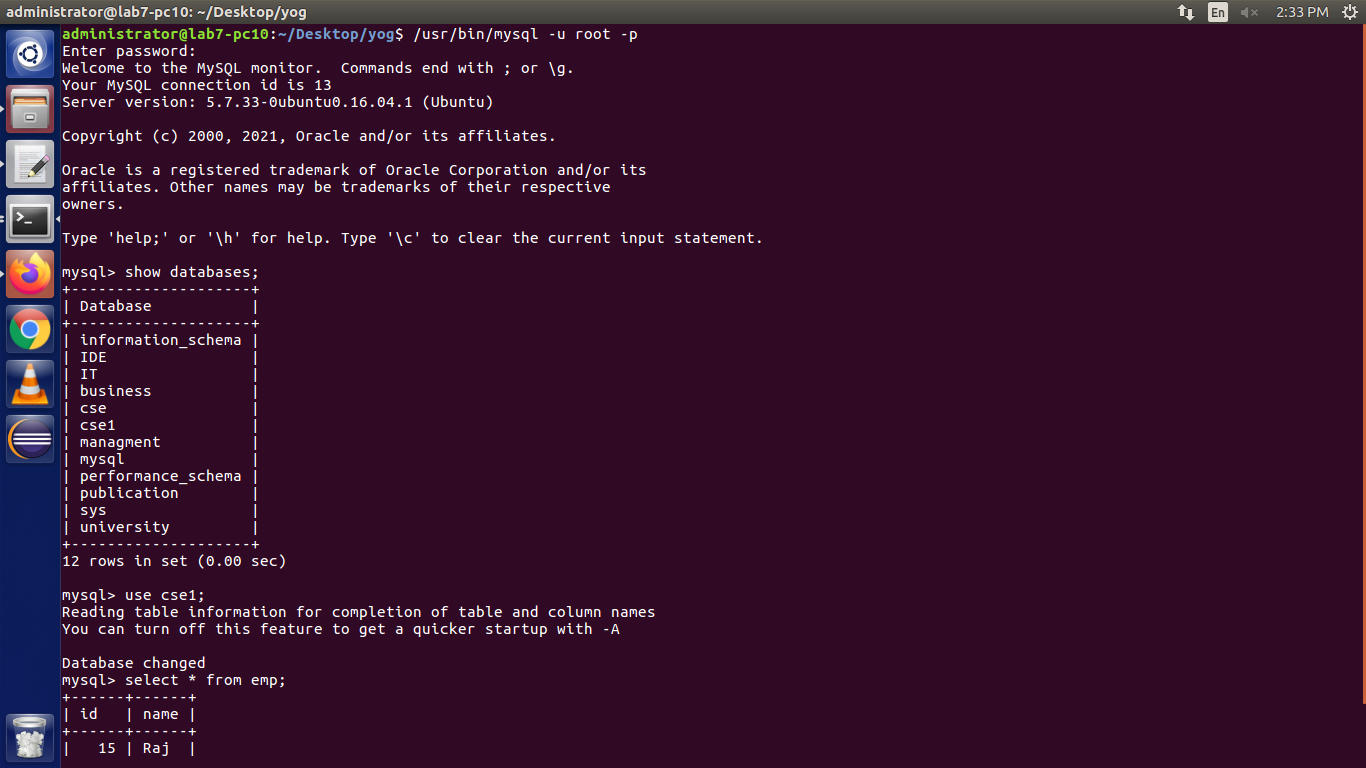 administrator@lab7-pc10: ~/Desktop/yog
En
2:33 PM
administrator@lab7-pc10:~/Desktop/yog$ /usr/bin/mysql -u root -p
Enter password:
Welcome to the MySQL monitor.  Commands end with ; or \g.
Your MySQL connection id is 13
Server version: 5.7.33-0ubuntu0.16.04.1 (Ubuntu)
Copyright (c) 2000, 2021, Oracle and/or its affiliates.
Oracle is a registered trademark of Oracle Corporation and/or its
affiliates. Other names may be trademarks of their respective
owners.
Type 'help;' or '\h' for help. Type '\c' to clear the current input statement.
mysql> show databases;
+--------------------+
| Database           |
+--------------------+
| information_schema |
| IDE                |
| IT                 |
| business           |
| cse                |
| cse1               |
| managment          |
| mysql              |
| performance_schema |
| publication        |
| sys                |
| university         |
+--------------------+
12 rows in set (0.00 sec)
mysql> use cse1;
Reading table information for completion of table and column names
You can turn off this feature to get a quicker startup with -A
Database changed
mysql> select * from emp;
+------+------+
| id   | name |
+------+------+
|   15 | Raj  |